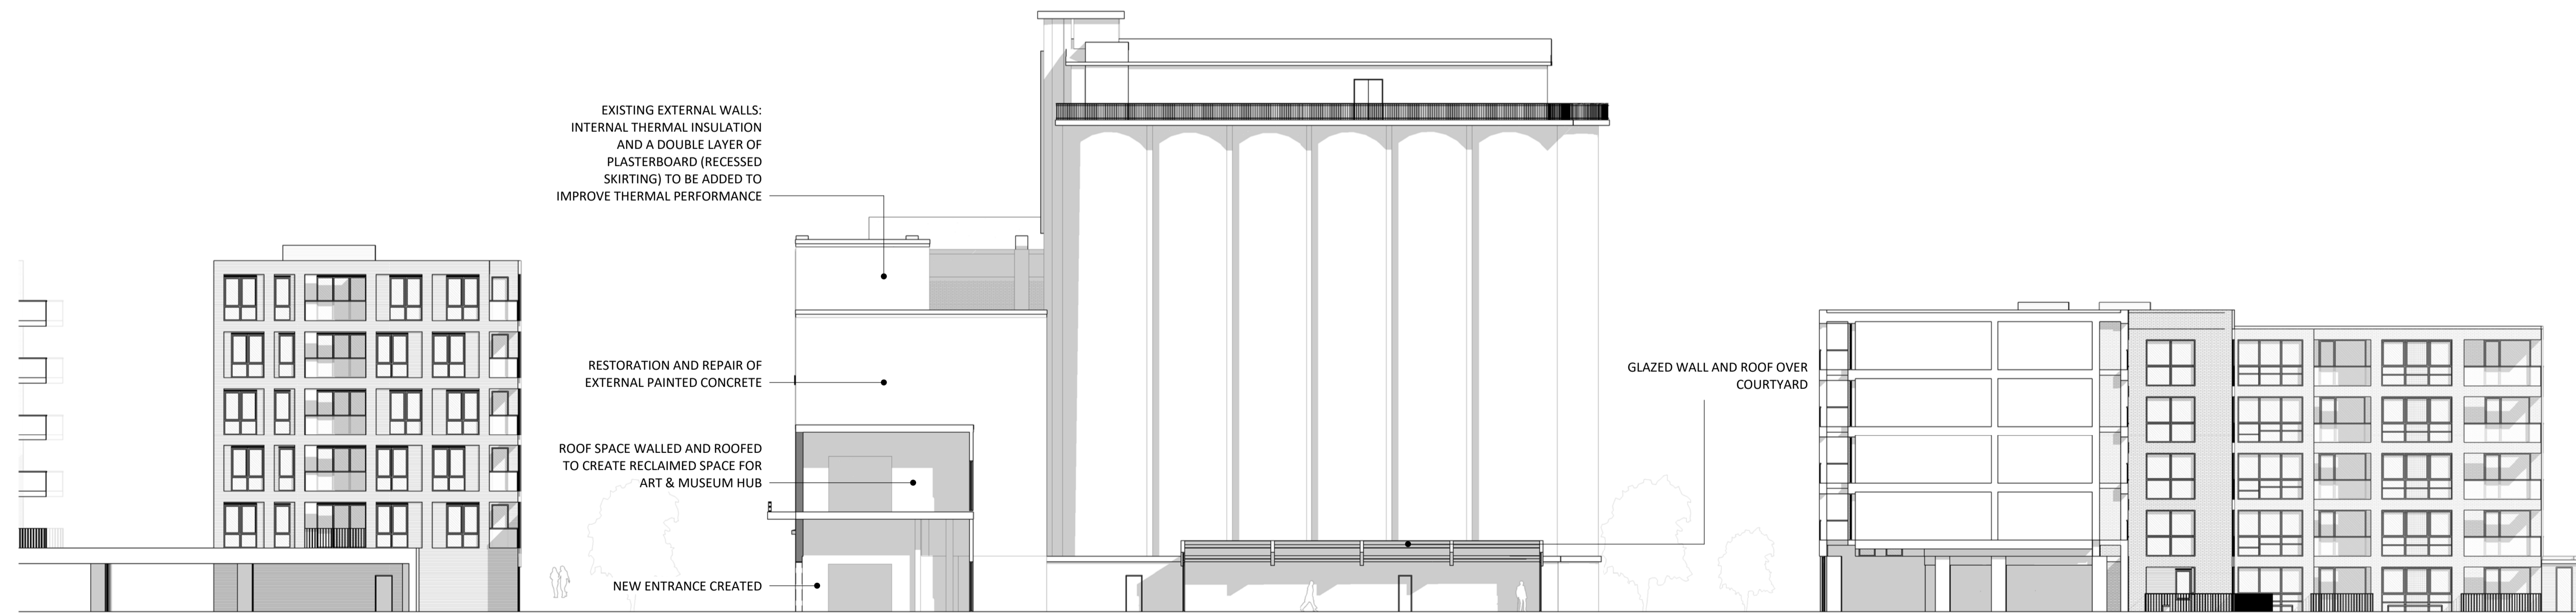 EXISTING EXTERNAL WALLS:
INTERNAL THERMAL INSULATION
AND A DOUBLE LAYER OF
PLASTERBOARD (RECESSED
SKIRTING) TO BE ADDED TO
IMPROVE THERMAL PERFORMANCE
RESTORATION AND REPAIR OF
EXTERNAL PAINTED CONCRETE
ROOF SPACE WALLED AND ROOFED
TO CREATE RECLAIMED SPACE FOR
ART & MUSEUM HUB
NEW ENTRANCE CREATED
GLAZED WALL AND ROOF OVER
COURTYARD